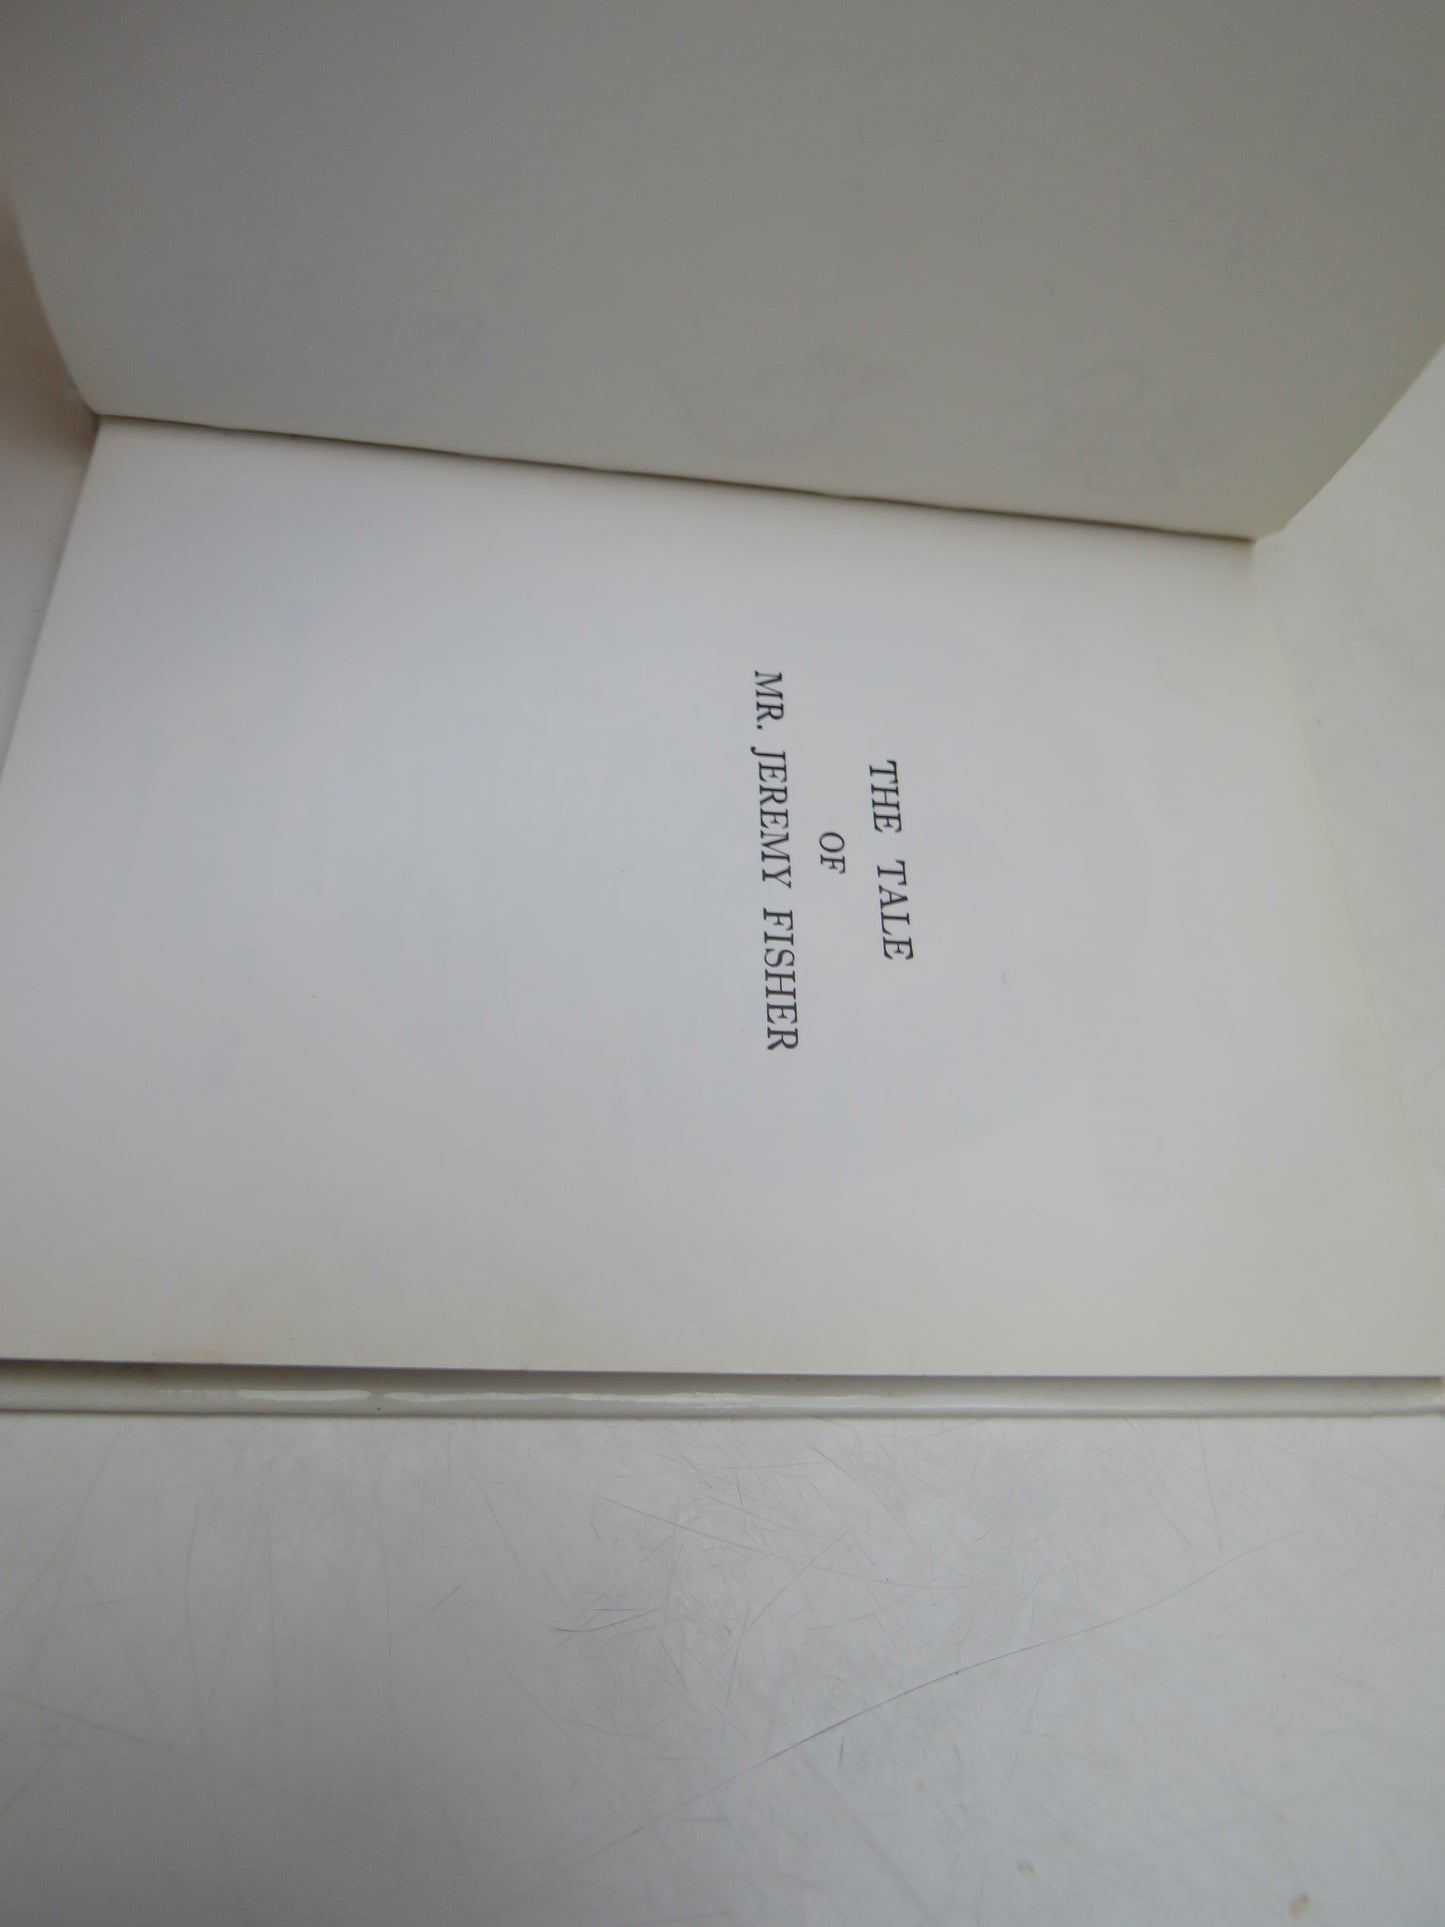 THE TALE
OF
MR. JEREMY FISHER